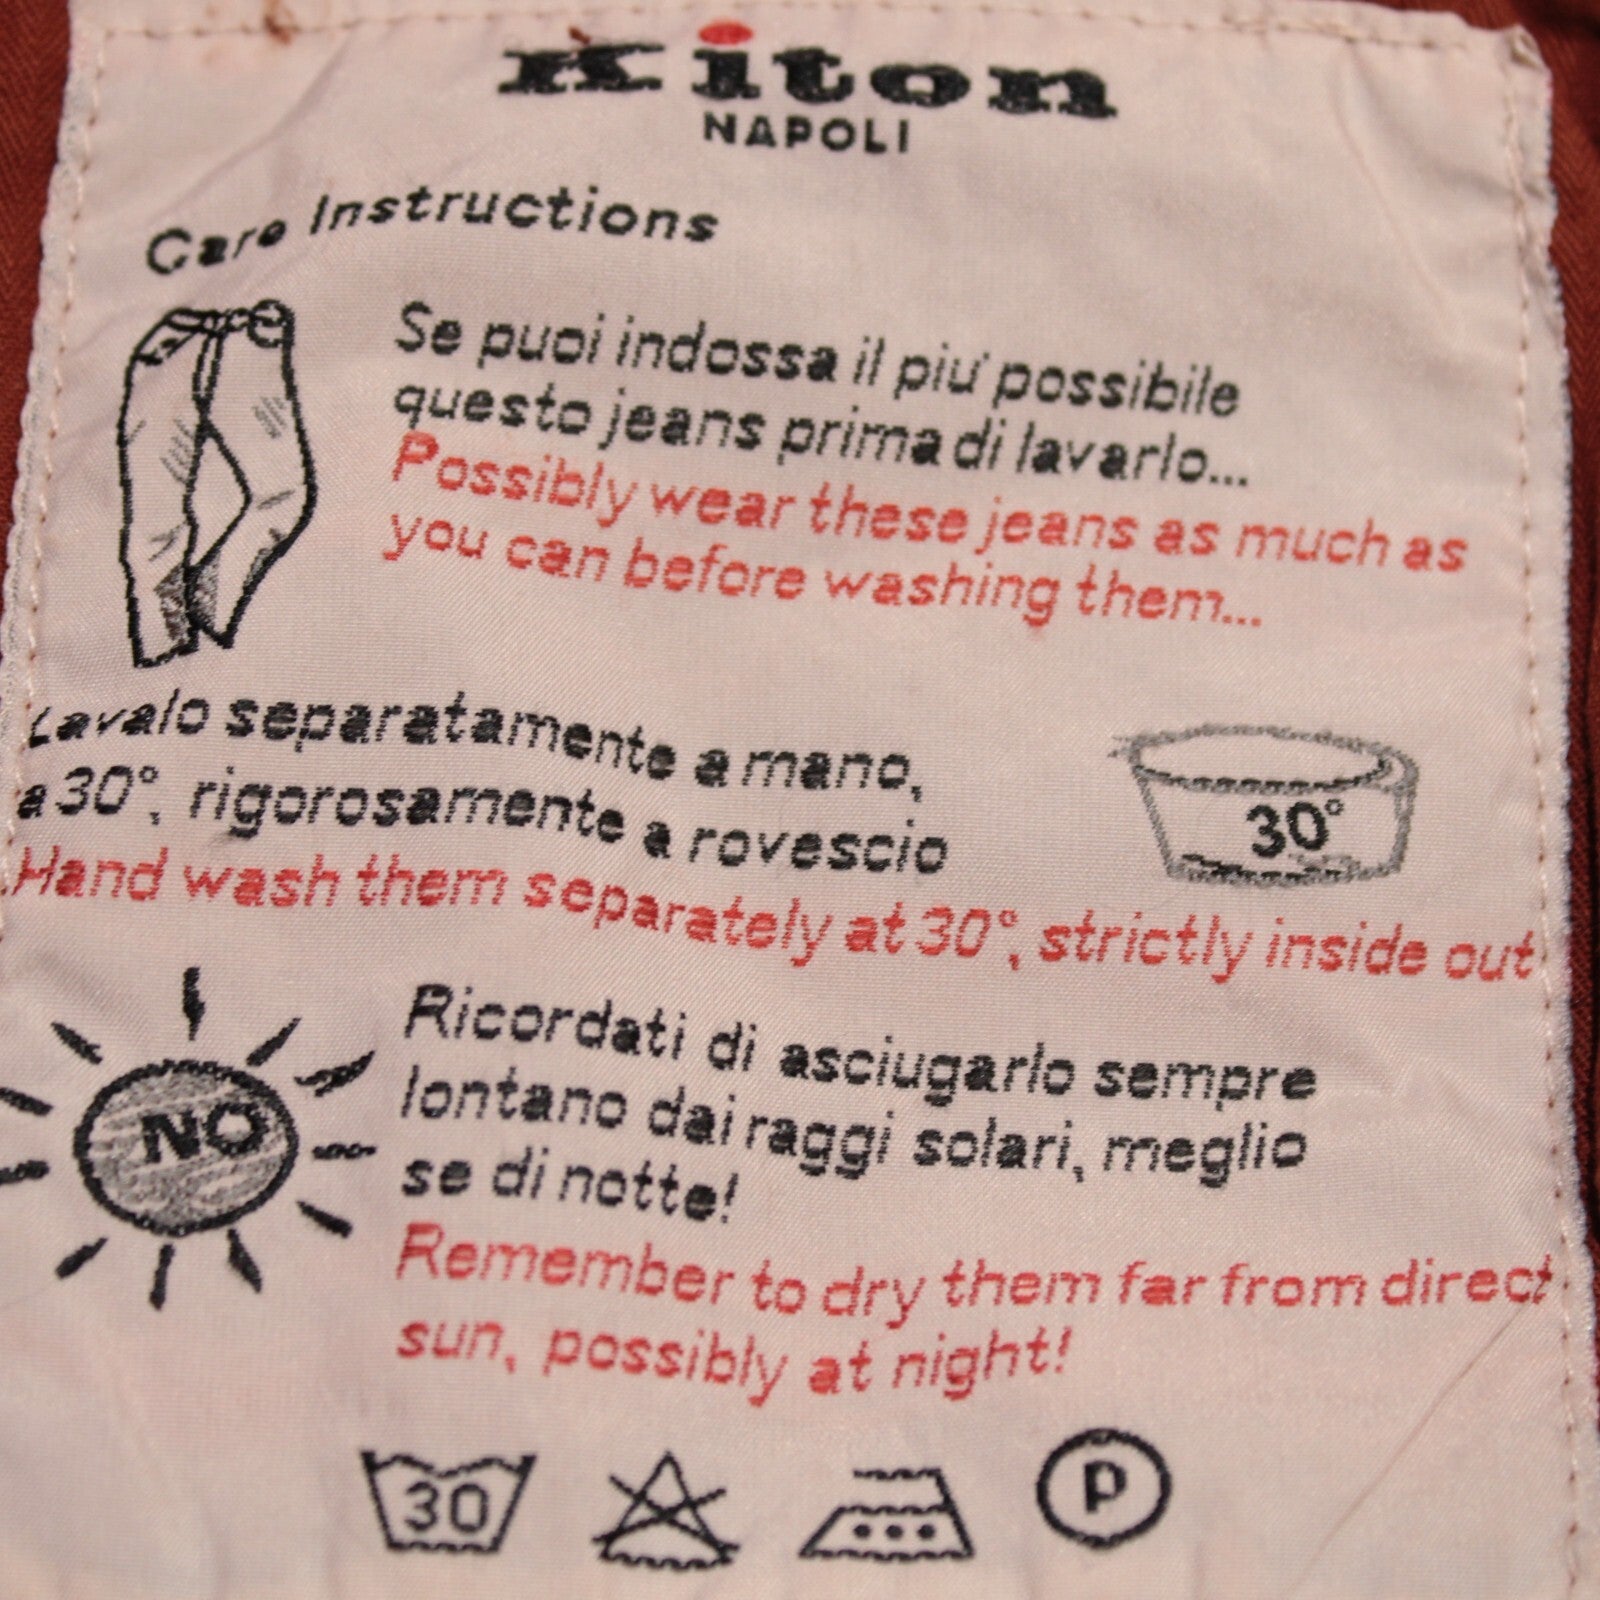 Kiton
NAPOLI
Care Instructions
Se puoi indossa il piu' possibile
questo jeans prima di lavarlo...
Possibly wear these jeans as much as
you can before washing them...
Lavalo separatamente a mano,
a 30°, rigorosamente a rovescio
30°
Hand wash them separately at 30°, strictly inside out
NO
Ricordati di asciugarlo sempre
lontano dai raggi solari, meglio
se di notte!
Remember to dry them far from direct
sun, possibly at night!
30
P